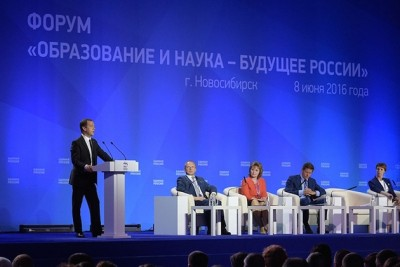 ФОРУМ
«ОБРАЗОВАНИЕ И НАУКА – БУДУЩЕЕ РОССИИ»
г. Новосибирск
8 июня 2016 года